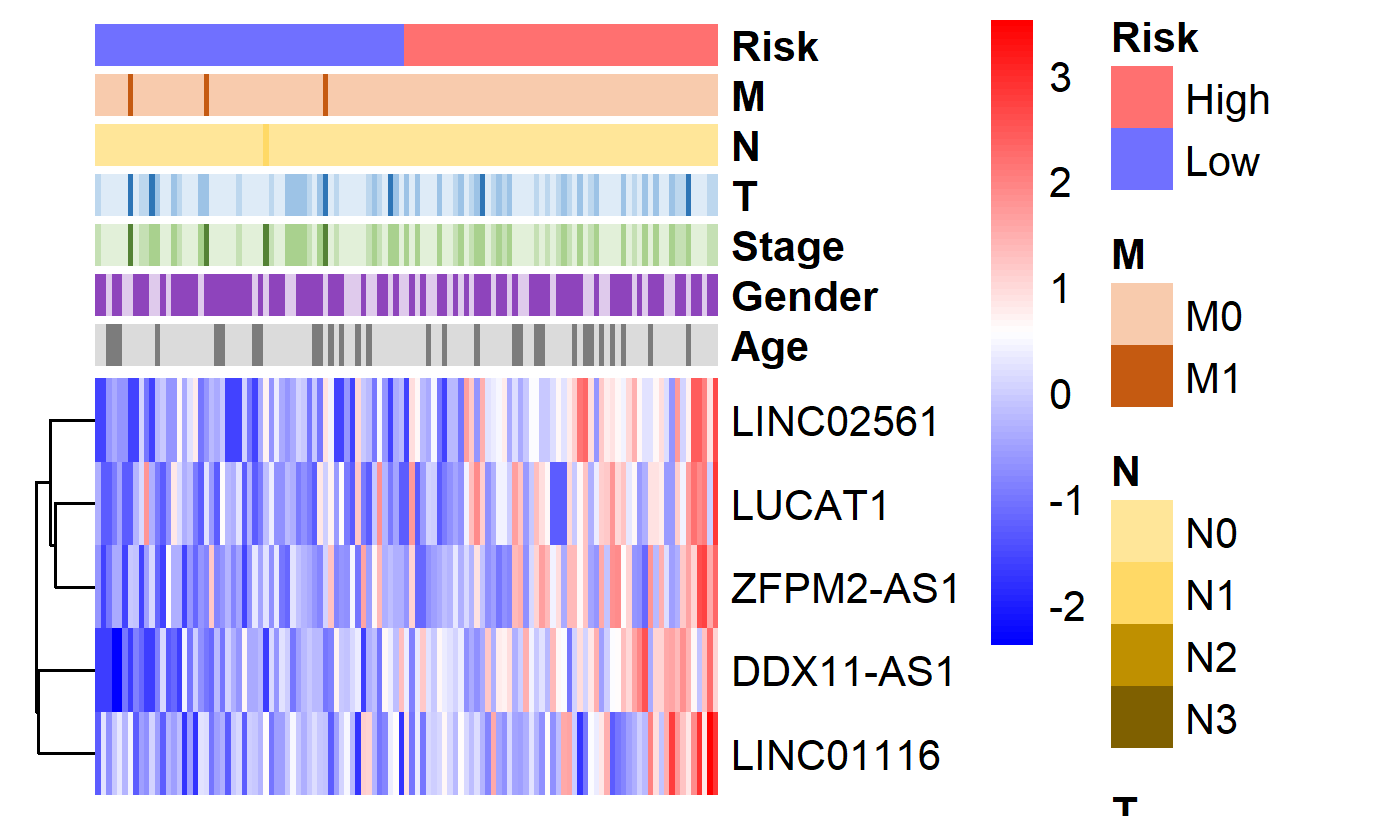 Risk
M
N
T
Stage
Gender
Age
LINC02561
LUCAT1
ZFPM2-AS1
DDX11-AS1
LINC01116
3
2
1
0
-1
-2
Risk
High
Low
M
M0
M1
N
N0
N1
N2
N3
T